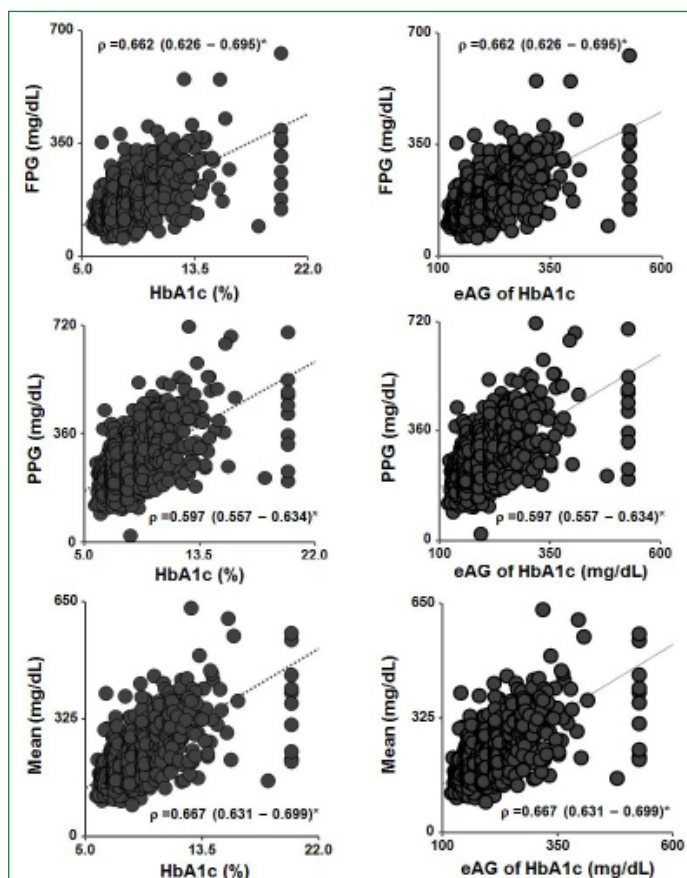 700
ρ =0.662 (0.626 – 0.695)*
FPG (mg/dL)
350
0
5.0 13.5 22.0
HbA1c (%)
700
ρ =0.662 (0.626 – 0.695)*
FPG (mg/dL)
350
0
100 350 600
eAG of HbA1c
720
PPG (mg/dL)
360
ρ =0.597 (0.557 – 0.634)*
0
5.0 13.5 22.0
HbA1c (%)
720
PPG (mg/dL)
360
ρ =0.597 (0.557 – 0.634)*
0
100 350 600
eAG of HbA1c (mg/dL)
650
Mean (mg/dL)
325
ρ =0.667 (0.631 – 0.699)*
0
5.0 13.5 22.0
HbA1c (%)
650
Mean (mg/dL)
325
ρ =0.667 (0.631 – 0.699)*
0
100 350 600
eAG of HbA1c (mg/dL)